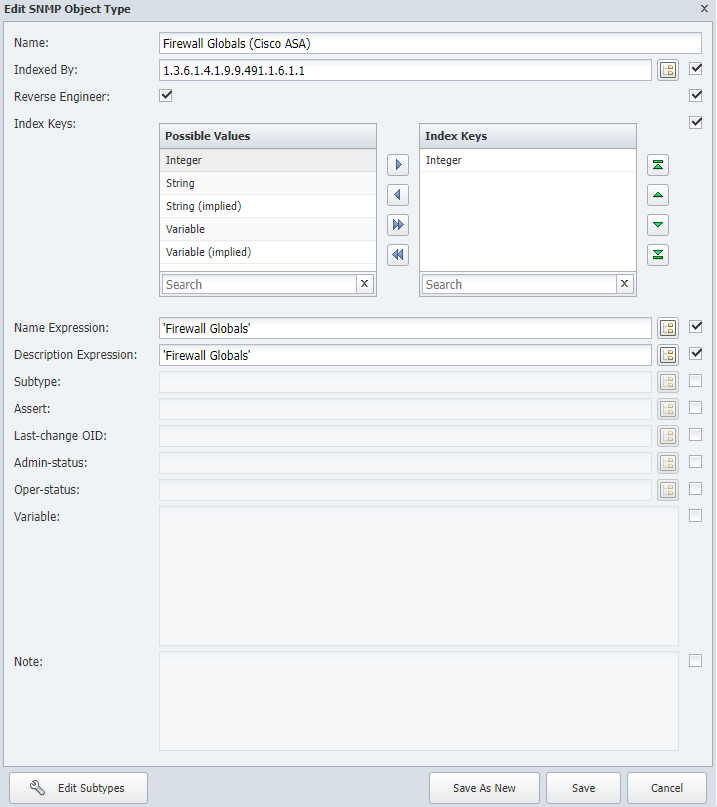 Edit SNMP Object Type x
Name: Firewall Globals (Cisco ASA)
Indexed By: 1.3.6.1.4.1.9.9.491.1.6.1.1
Reverse Engineer:
Index Keys:
Possible Values
Integer
String
String (implied)
Variable
Variable (implied)
Search x
Index Keys
Integer
Search x
Name Expression: 'Firewall Globals'
Description Expression: 'Firewall Globals'
Subtype:
Assert:
Last-change OID:
Admin-status:
Oper-status:
Variable:
Note:
Edit Subtypes Save As New Save Cancel